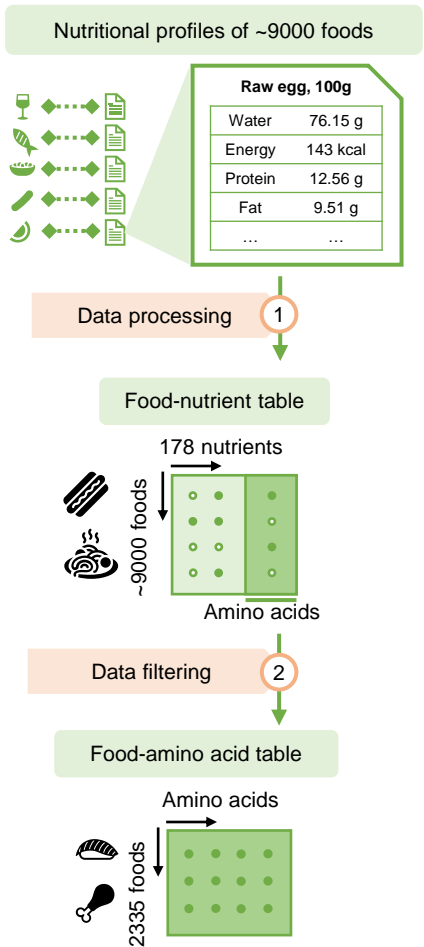 Nutritional profiles of ~9000 foods
Raw egg, 100g
Water 76.15 g
Energy 143 kcal
Protein 12.56 g
Fat 9.51 g
… …
Data processing 1
Food-nutrient table
178 nutrients
~9000 foods
Amino acids
Data filtering 2
Food-amino acid table
Amino acids
2335 foods